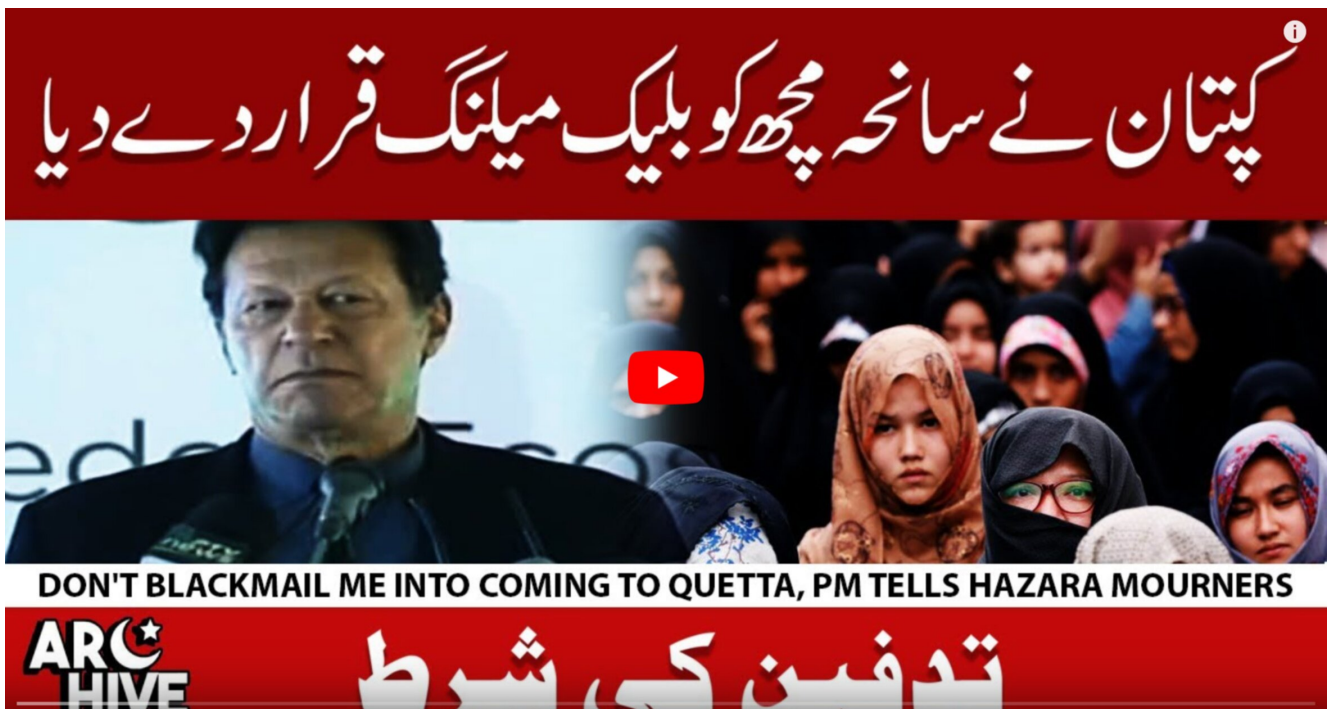 کپتان نے سانحہ مچھ کو بلیک میلنگ قرار دے دیا
DON'T BLACKMAIL ME INTO COMING TO QUETTA, PM TELLS HAZARA MOURNERS
ARC
HIVE
تدفین کی شرط